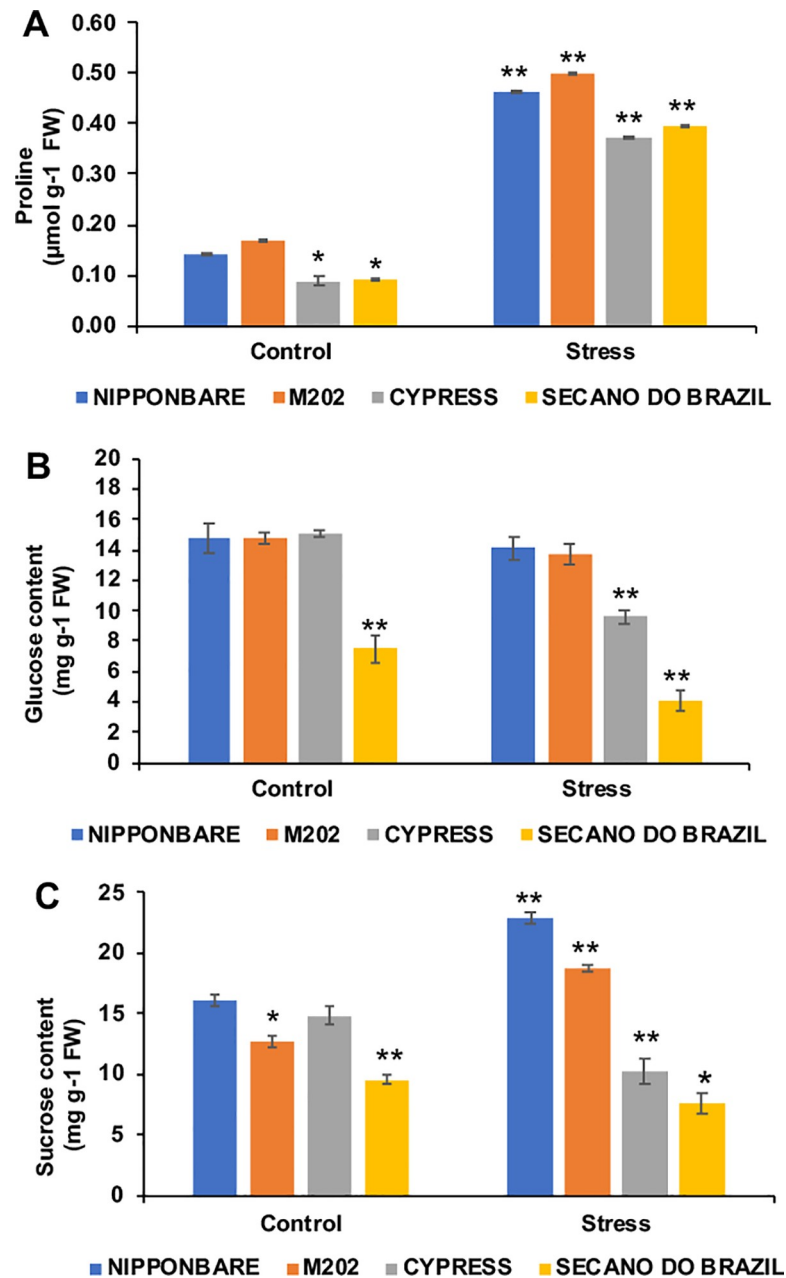 A
0.60
0.50
0.40
0.30
0.20
0.10
0.00
Proline
(µmol g-1 FW)
**
**
**
**
*
*
Control
Stress
NIPPONBARE M202 CYPRESS SECANO DO BRAZIL
B
20
18
16
14
12
10
8
6
4
2
0
Glucose content
(mg g-1 FW)
**
**
**
Control
Stress
NIPPONBARE M202 CYPRESS SECANO DO BRAZIL
C
25
20
15
10
5
0
Sucrose content
(mg g-1 FW)
*
**
**
**
**
*
Control
Stress
NIPPONBARE M202 CYPRESS SECANO DO BRAZIL